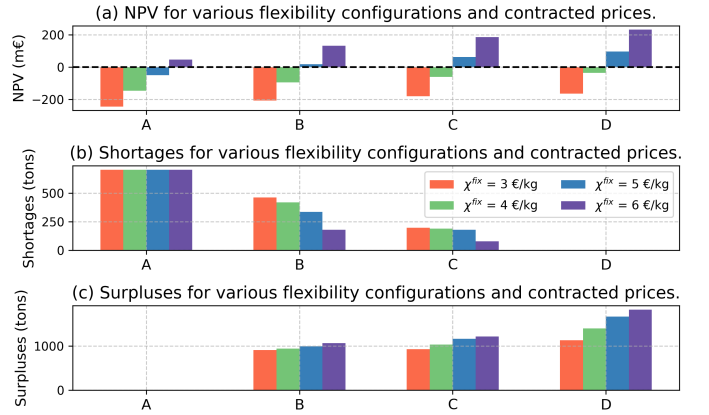 (a) NPV for various flexibility configurations and contracted prices.
NPV (m€)
200
0
−200
A B C D
(b) Shortages for various flexibility configurations and contracted prices.
Shortages (tons)
500
250
0
χ^fix = 3 €/kg
χ^fix = 4 €/kg
χ^fix = 5 €/kg
χ^fix = 6 €/kg
A B C D
(c) Surpluses for various flexibility configurations and contracted prices.
Surpluses (tons)
1000
0
A B C D